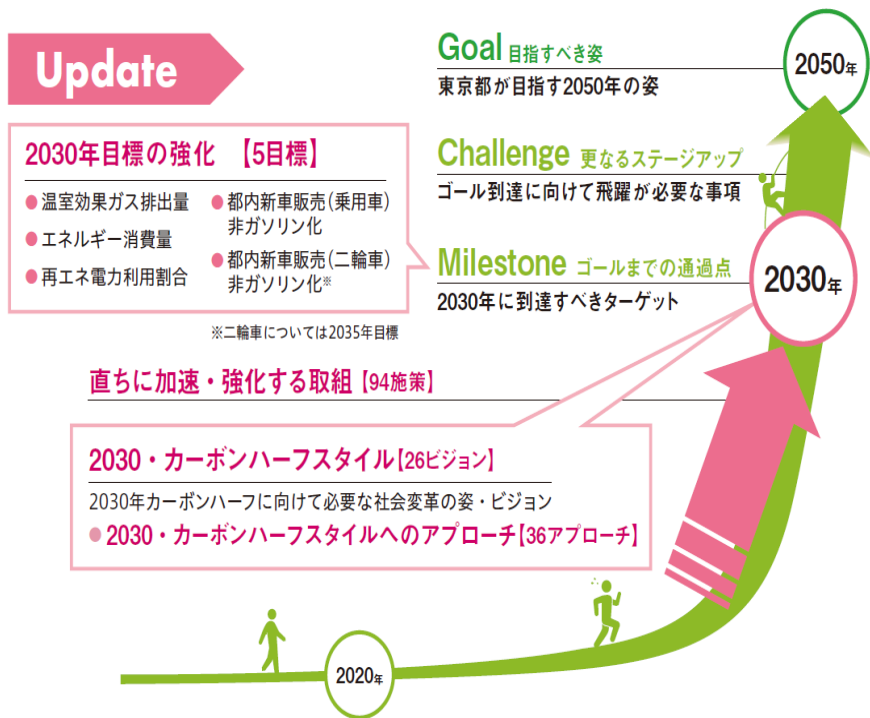 Update
2030年目標の強化 【5目標】
●温室効果ガス排出量
●エネルギー消費量
●再エネ電力利用割合
●都内新車販売（乗用車）
非ガソリン化
●都内新車販売（二輪車）
非ガソリン化※
※二輪車については2035年目標
Goal 目指すべき姿
東京都が目指す2050年の姿
Challenge 更なるステージアップ
ゴール到達に向けて飛躍が必要な事項
Milestone ゴールまでの通過点
2030年に到達すべきターゲット
2050年
2030年
直ちに加速・強化する取組【94施策】
2030・カーボンハーフスタイル【26ビジョン】
2030年カーボンハーフに向けて必要な社会変革の姿・ビジョン
●2030・カーボンハーフスタイルへのアプローチ【36アプローチ】
2020年